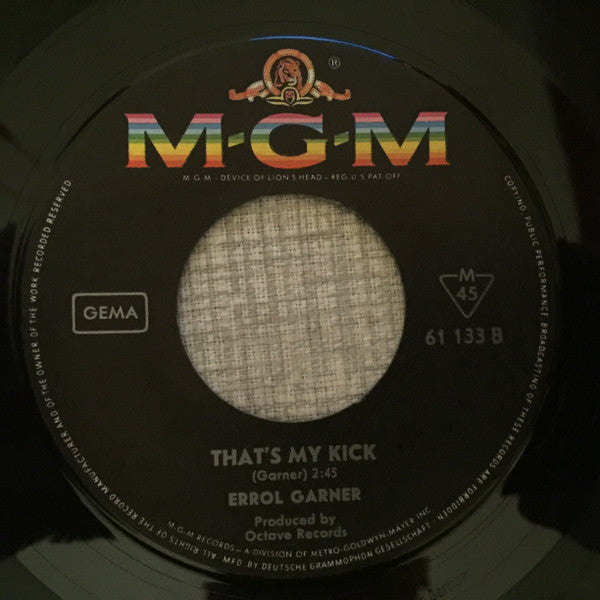 ®
M-G-M
M-G-M - DEVICE OF LION'S HEAD - REG. U.S. PAT. OFF.
GEMA
M
45
61 133 B
THAT'S MY KICK
(Garner) 2:45
ERROL GARNER
Produced by
Octave Records
M-G-M RECORDS - A DIVISION OF METRO-GOLDWYN-MAYER INC.
MFD. BY DEUTSCHE GRAMMOPHON GESELLSCHAFT.
ALL RIGHTS OF THE RECORD MANUFACTURER AND OF THE OWNER OF THE WORK RECORDED RESERVED.
COPYING, PUBLIC PERFORMANCE, BROADCASTING OF THESE RECORDS ARE FORBIDDEN.